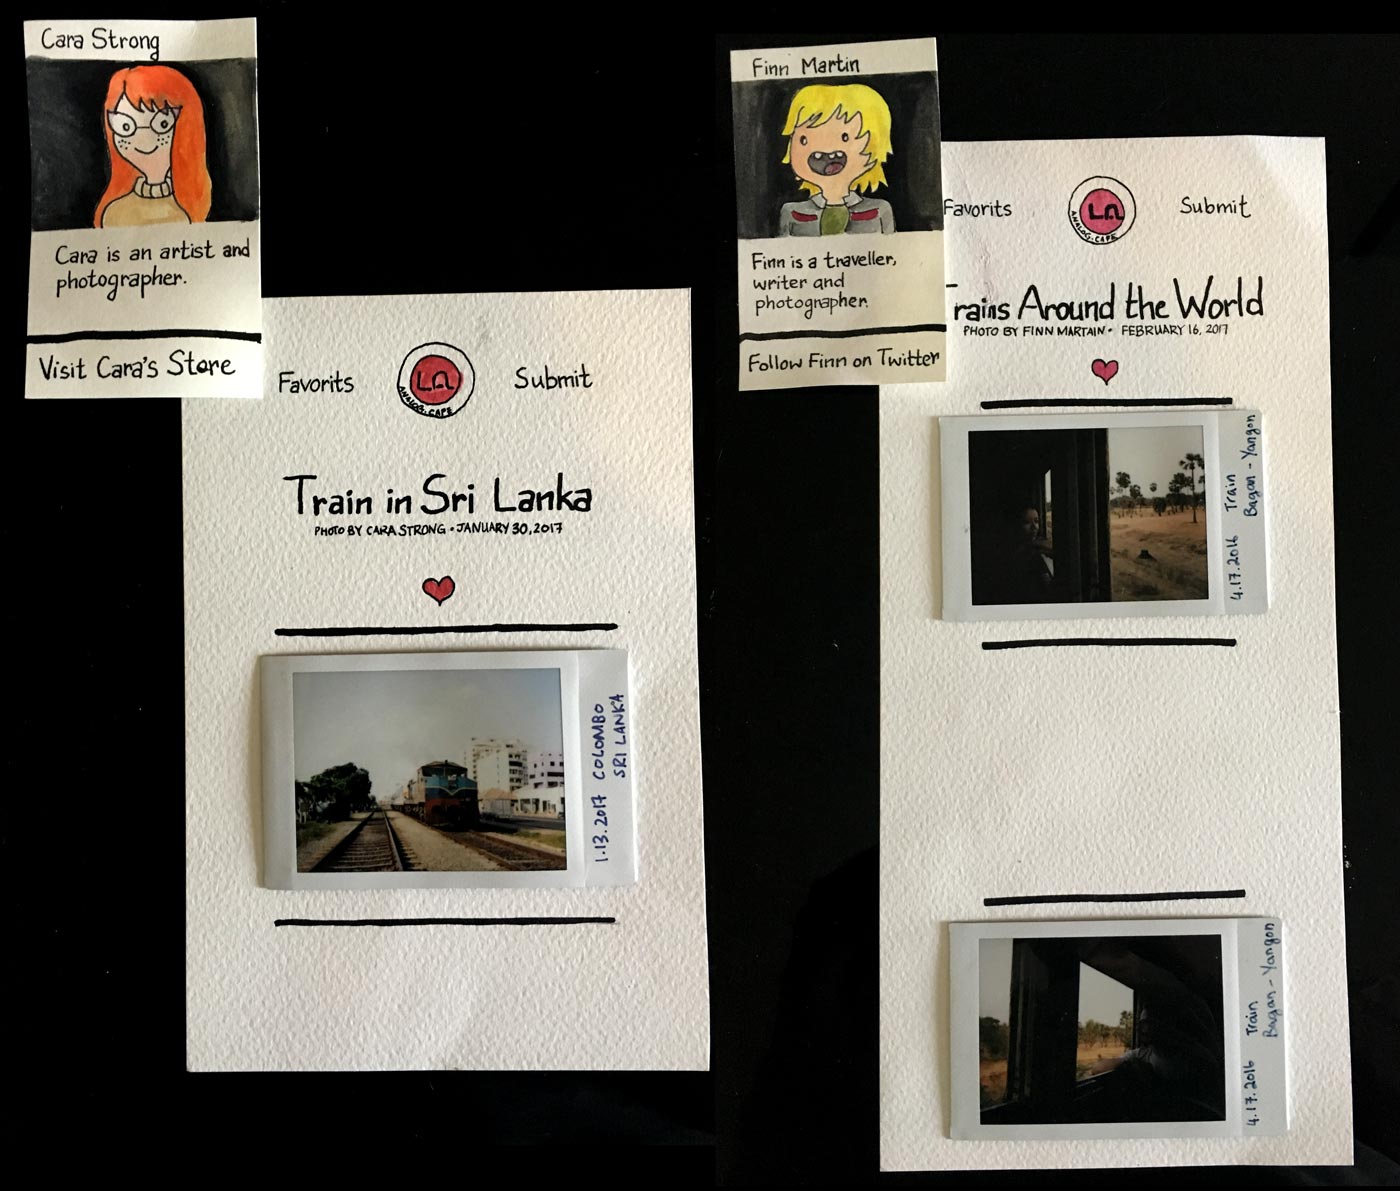 Cara Strong
Cara is an artist and
photographer.
Visit Cara's Store
Favorits
LA
ANALOG.CAFE
Submit
Train in Sri Lanka
PHOTO BY CARA STRONG • JANUARY 30, 2017
1.13.2017 COLOMBO
SRI LANKA
Finn Martin
Finn is a traveller,
writer and
photographer.
Follow Finn on Twitter
Favorits
LA
ANALOG.CAFE
Submit
Trains Around the World
PHOTO BY FINN MARTAIN • FEBRUARY 16, 2017
4.17.2016 Train
Bagan - Yangon
4.17.2016 Train
Bagan - Yangon